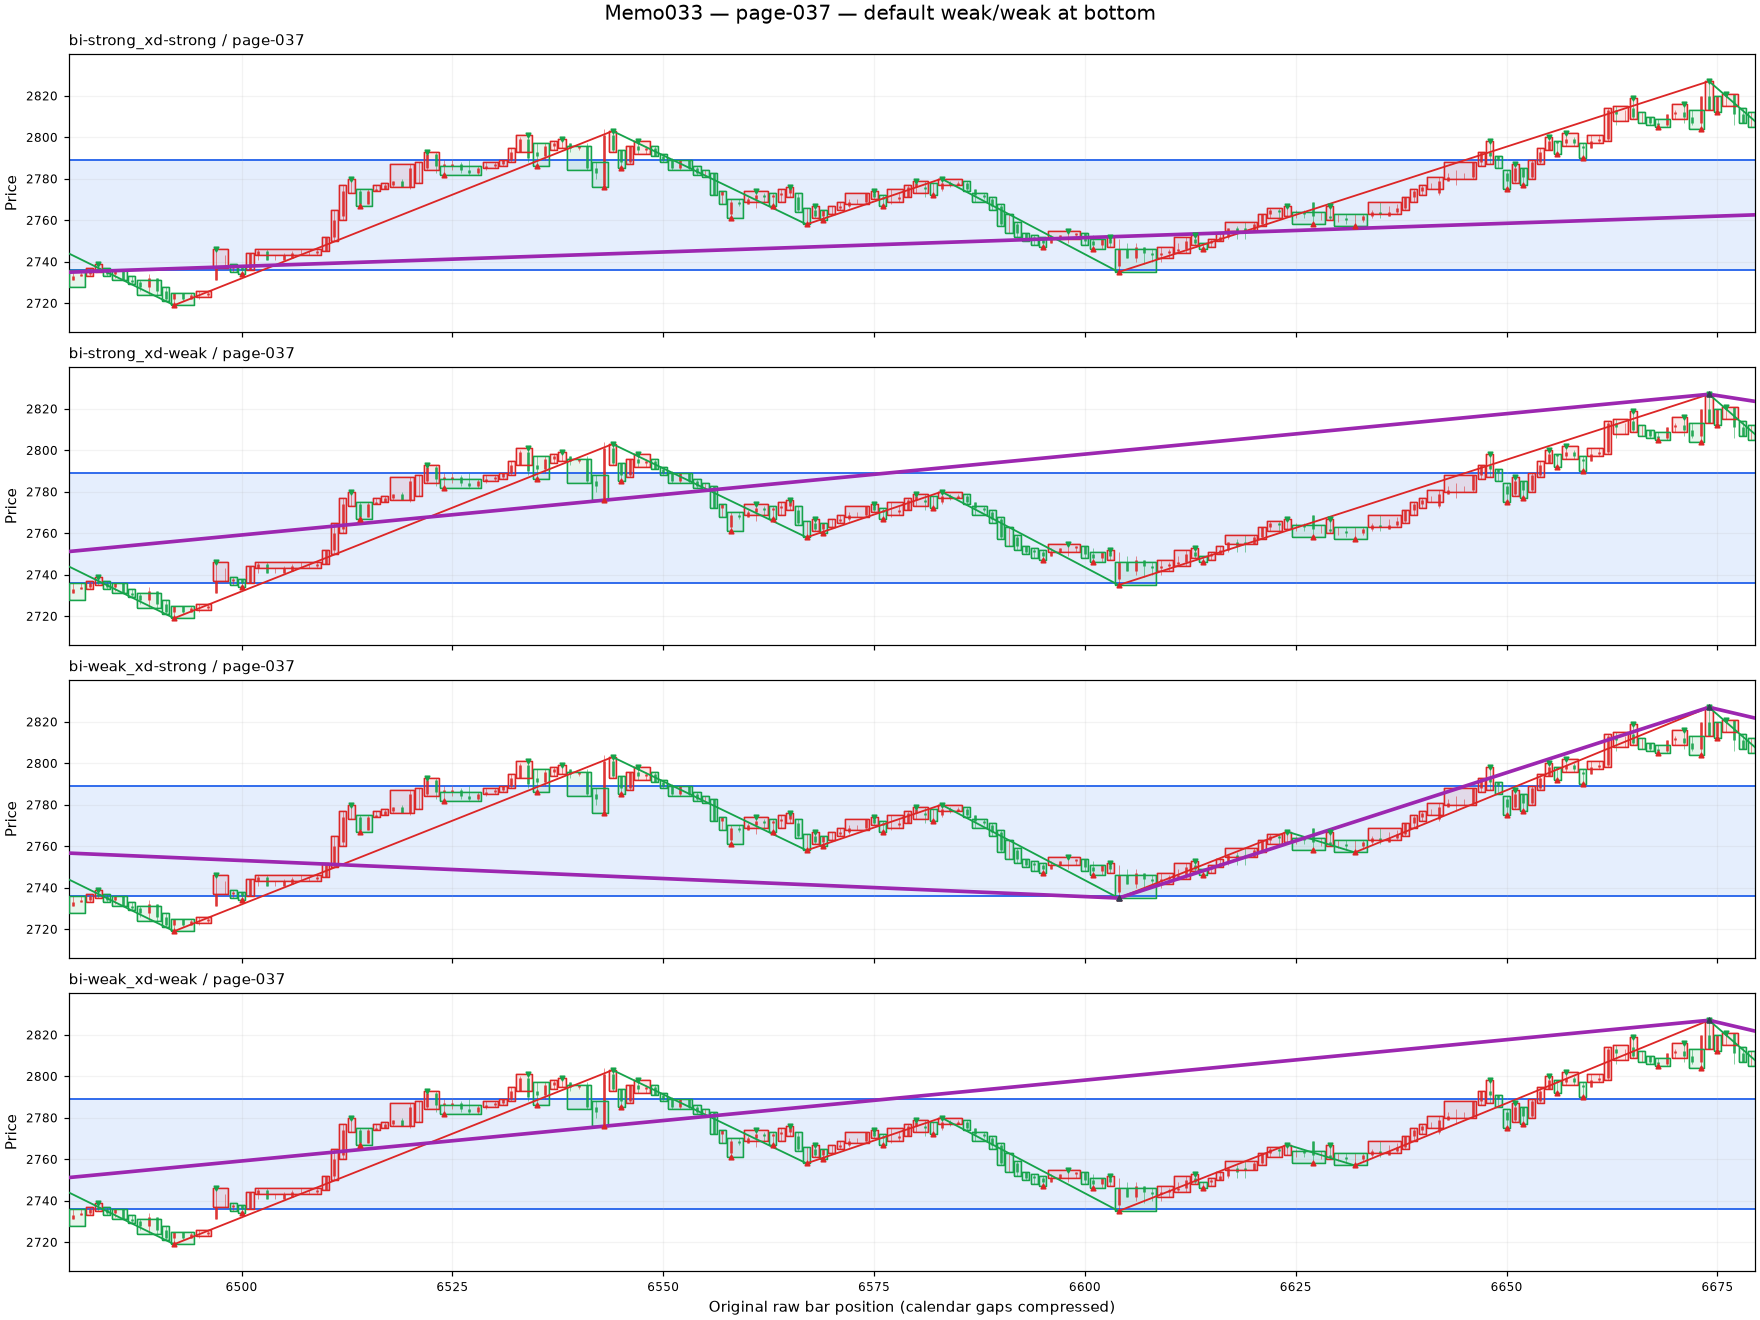 Memo033 — page-037 — default weak/weak at bottom
bi-strong_xd-strong / page-037
2820
2800
2780
2760
2740
2720
Price
bi-strong_xd-weak / page-037
2820
2800
2780
2760
2740
2720
Price
bi-weak_xd-strong / page-037
2820
2800
2780
2760
2740
2720
Price
bi-weak_xd-weak / page-037
2820
2800
2780
2760
2740
2720
Price
6500 6525 6550 6575 6600 6625 6650 6675
Original raw bar position (calendar gaps compressed)